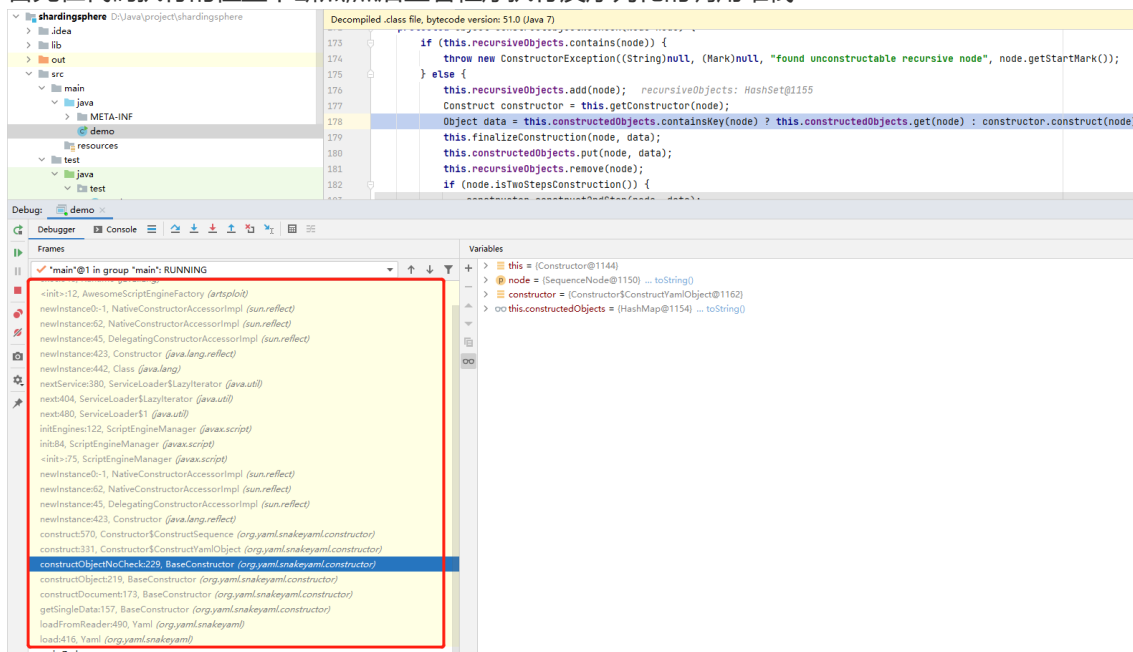 shardingsphere D:\Java\project\shardingsphere
.idea
lib
out
src
main
java
META-INF
demo
resources
test
java
test
Decompiled .class file, bytecode version: 51.0 (Java 7)
173 if (this.recursiveObjects.contains(node)) {
174 throw new ConstructorException((String)null, (Mark)null, "found unconstructable recursive node", node.getStartMark());
175 } else {
176 this.recursiveObjects.add(node); recursiveObjects: HashSet@1155
177 Construct constructor = this.getConstructor(node);
178 Object data = this.constructedObjects.containsKey(node) ? this.constructedObjects.get(node) : constructor.construct(node
179 this.finalizeConstruction(node, data);
180 this.constructedObjects.put(node, data);
181 this.recursiveObjects.remove(node);
182 if (node.isTwoStepsConstruction()) {
Debug: demo
Debugger Console
Frames
"main"@1 in group "main": RUNNING
<init>:12, AwesomeScriptEngineFactory (artsploit)
newInstance0:-1, NativeConstructorAccessorImpl (sun.reflect)
newInstance:62, NativeConstructorAccessorImpl (sun.reflect)
newInstance:45, DelegatingConstructorAccessorImpl (sun.reflect)
newInstance:423, Constructor (java.lang.reflect)
newInstance:442, Class (java.lang)
nextService:380, ServiceLoader$LazyIterator (java.util)
next:404, ServiceLoader$LazyIterator (java.util)
next:480, ServiceLoader$1 (java.util)
initEngines:122, ScriptEngineManager (javax.script)
init:84, ScriptEngineManager (javax.script)
<init>:75, ScriptEngineManager (javax.script)
newInstance0:-1, NativeConstructorAccessorImpl (sun.reflect)
newInstance:62, NativeConstructorAccessorImpl (sun.reflect)
newInstance:45, DelegatingConstructorAccessorImpl (sun.reflect)
newInstance:423, Constructor (java.lang.reflect)
construct:570, Constructor$ConstructSequence (org.yaml.snakeyaml.constructor)
construct:331, Constructor$ConstructYamlObject (org.yaml.snakeyaml.constructor)
constructObjectNoCheck:229, BaseConstructor (org.yaml.snakeyaml.constructor)
constructObject:219, BaseConstructor (org.yaml.snakeyaml.constructor)
constructDocument:173, BaseConstructor (org.yaml.snakeyaml.constructor)
getSingleData:157, BaseConstructor (org.yaml.snakeyaml.constructor)
loadFromReader:490, Yaml (org.yaml.snakeyaml)
load:416, Yaml (org.yaml.snakeyaml)
Variables
this = {Constructor@1144}
node = {SequenceNode@1150} ... toString()
constructor = {Constructor$ConstructYamlObject@1162}
this.constructedObjects = {HashMap@1154} ... toString()